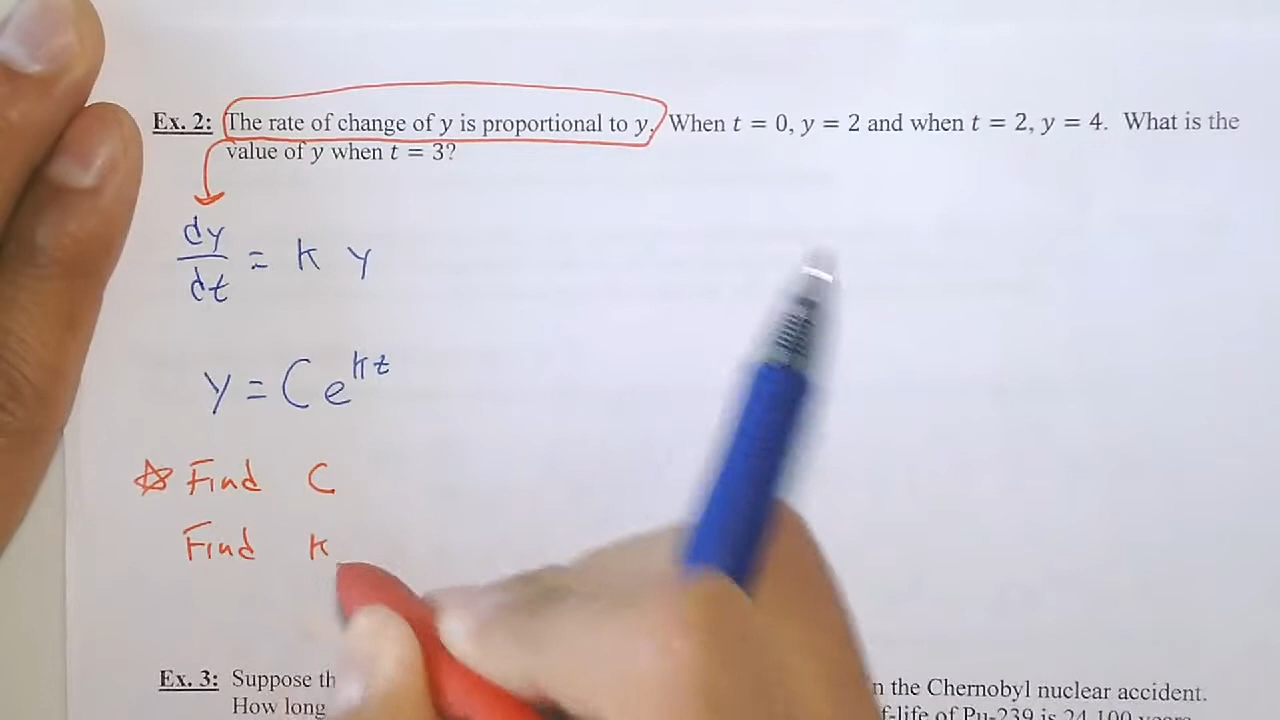 Ex. 2: The rate of change of y is proportional to y. When t = 0, y = 2 and when t = 2, y = 4. What is the
value of y when t = 3?
dy/dt = k y
y = Ce^kt
☆ Find C
Find k
Ex. 3: Suppose th n the Chernobyl nuclear accident.
How long f-life of Pu-239 is 24,100 years